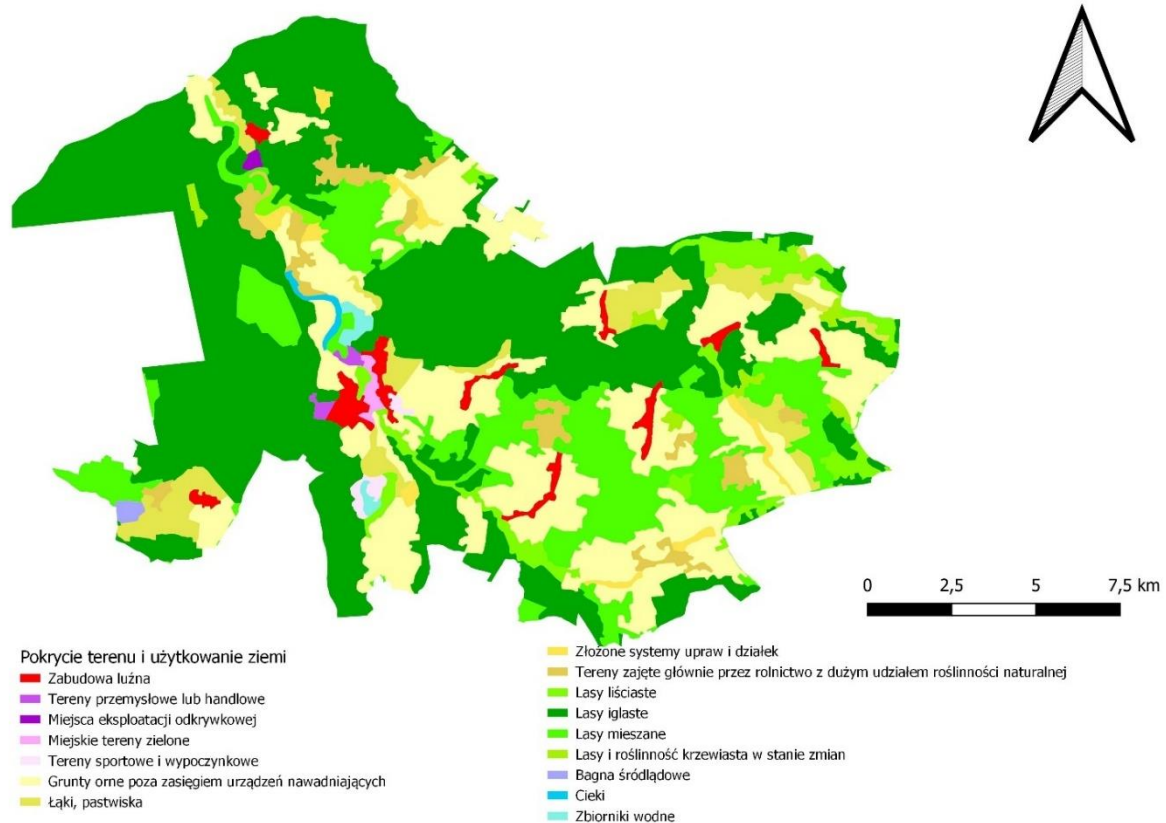 0 2,5 5 7,5 km
Pokrycie terenu i użytkowanie ziemi
Zabudowa luźna
Tereny przemysłowe lub handlowe
Miejsca eksploatacji odkrywkowej
Miejskie tereny zielone
Tereny sportowe i wypoczynkowe
Grunty orne poza zasięgiem urządzeń nawadniających
Łąki, pastwiska
Złożone systemy upraw i działek
Tereny zajęte głównie przez rolnictwo z dużym udziałem roślinności naturalnej
Lasy liściaste
Lasy iglaste
Lasy mieszane
Lasy i roślinność krzewiasta w stanie zmian
Bagna śródlądowe
Cieki
Zbiorniki wodne